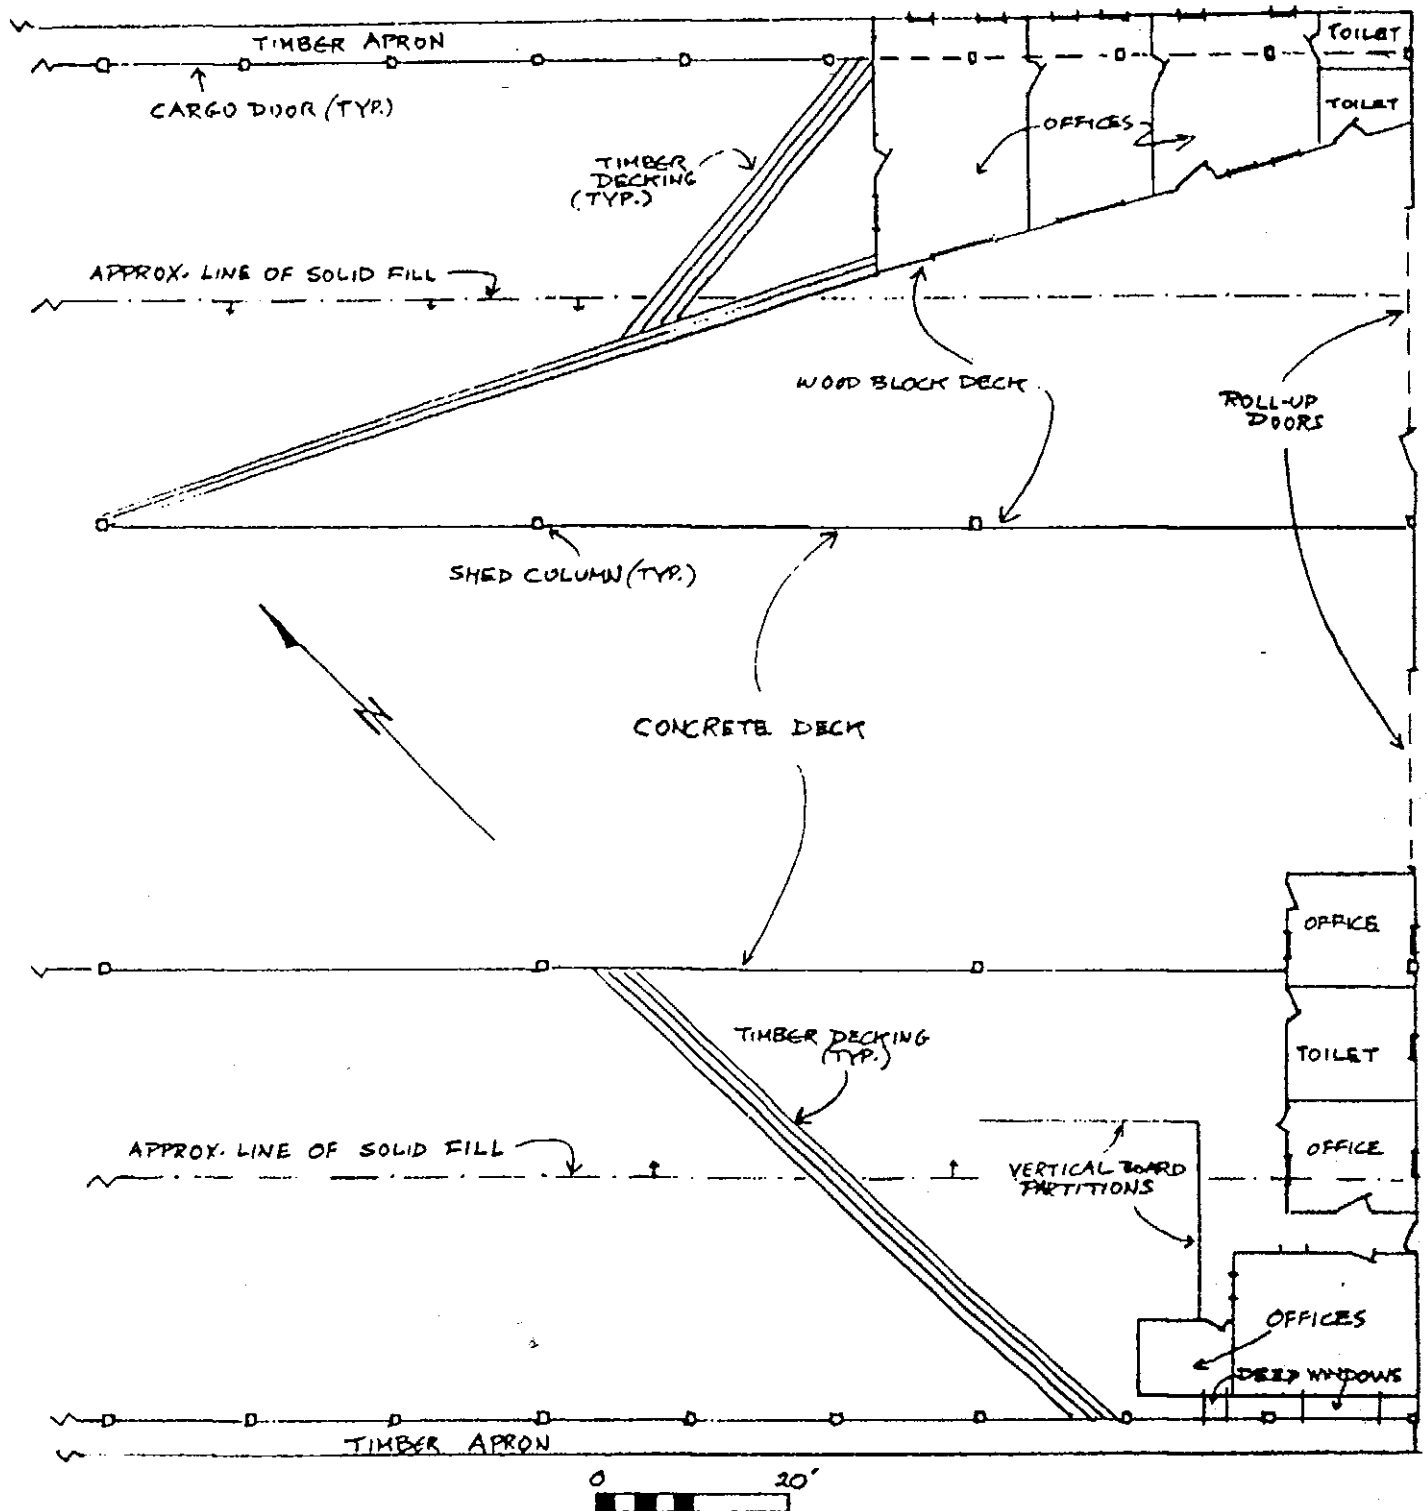 TIMBER APRON
TOILET
CARGO DOOR (TYP.)
TOILET
OFFICES
TIMBER
DECKING
(TYP.)
APPROX. LINE OF SOLID FILL
WOOD BLOCK DECK
ROLL-UP
DOORS
SHED COLUMN (TYP.)
N
CONCRETE DECK
OFFICE
TIMBER DECKING
(TYP.)
TOILET
APPROX. LINE OF SOLID FILL
OFFICE
VERTICAL BOARD
PARTITIONS
OFFICES
DEEP WINDOWS
TIMBER APRON
0 20'